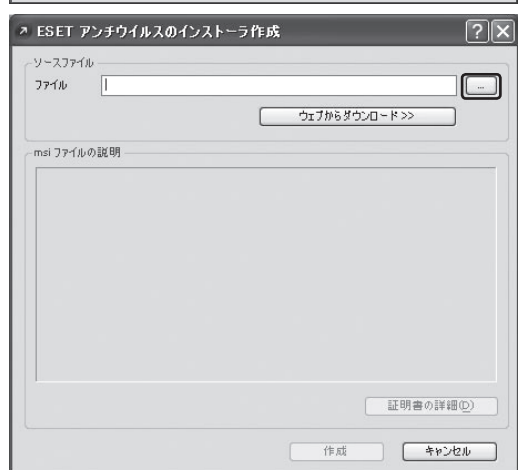 ESET アンチウイルスのインストーラ作成
ソースファイル
ファイル
...
ウェブからダウンロード >>
msi ファイルの説明
証明書の詳細(D)
作成
キャンセル